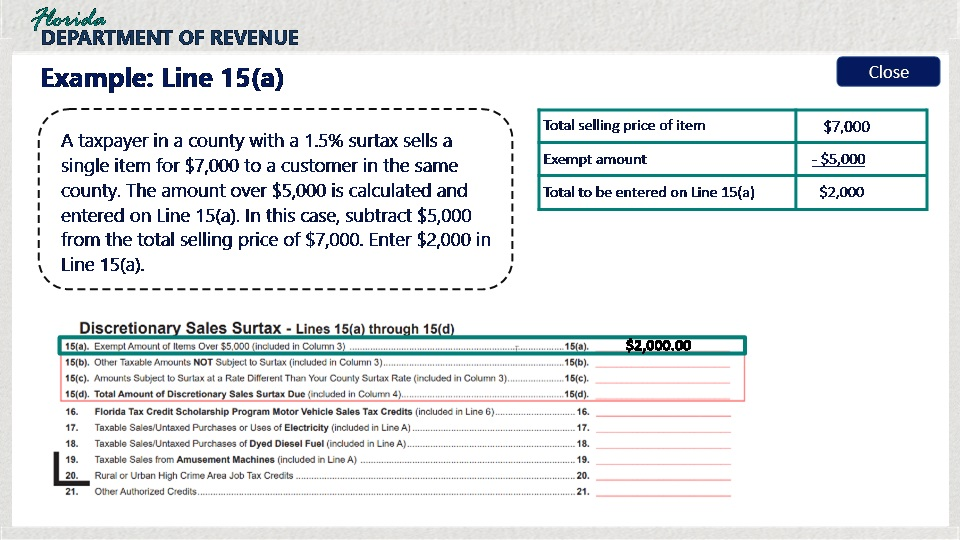 Florida
DEPARTMENT OF REVENUE
Example: Line 15(a)
Close
A taxpayer in a county with a 1.5% surtax sells a
single item for $7,000 to a customer in the same
county. The amount over $5,000 is calculated and
entered on Line 15(a). In this case, subtract $5,000
from the total selling price of $7,000. Enter $2,000 in
Line 15(a).
Total selling price of item $7,000
Exempt amount - $5,000
Total to be entered on Line 15(a) $2,000
Discretionary Sales Surtax - Lines 15(a) through 15(d)
15(a). Exempt Amount of Items Over $5,000 (included in Column 3) ..... 15(a). $2,000.00
15(b). Other Taxable Amounts NOT Subject to Surtax (included in Column 3) ..... 15(b).
15(c). Amounts Subject to Surtax at a Rate Different Than Your County Surtax Rate (included in Column 3) ..... 15(c).
15(d). Total Amount of Discretionary Sales Surtax Due (included in Column 4) ..... 15(d).
16. Florida Tax Credit Scholarship Program Motor Vehicle Sales Tax Credits (included in Line 6) ..... 16.
17. Taxable Sales/Untaxed Purchases or Uses of Electricity (included in Line A) ..... 17.
18. Taxable Sales/Untaxed Purchases of Dyed Diesel Fuel (included in Line A) ..... 18.
19. Taxable Sales from Amusement Machines (included in Line A) ..... 19.
20. Rural or Urban High Crime Area Job Tax Credits ..... 20.
21. Other Authorized Credits ..... 21.